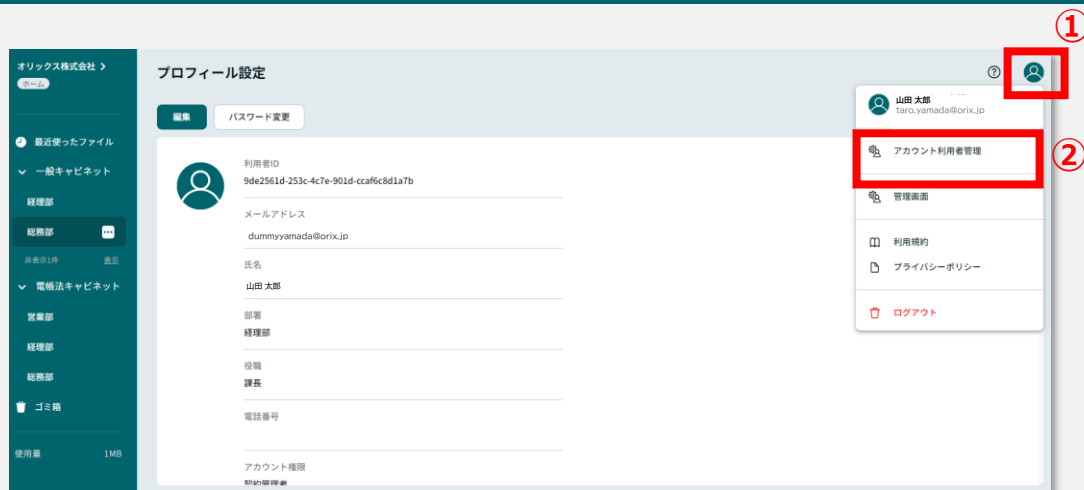 ①
オリックス株式会社 >
ホーム
プロフィール設定
編集
パスワード変更
山田 太郎
taro.yamada@orix.jp
②
アカウント利用者管理
管理画面
利用規約
プライバシーポリシー
ログアウト
最近使ったファイル
一般キャビネット
経理部
総務部
非表示1件 表示
電帳法キャビネット
営業部
経理部
総務部
ゴミ箱
使用量 1MB
利用者ID
9de2561d-253c-4c7e-901d-ccaf6c8d1a7b
メールアドレス
dummyyamada@orix.jp
氏名
山田 太郎
部署
経理部
役職
課長
電話番号
アカウント権限
契約管理者